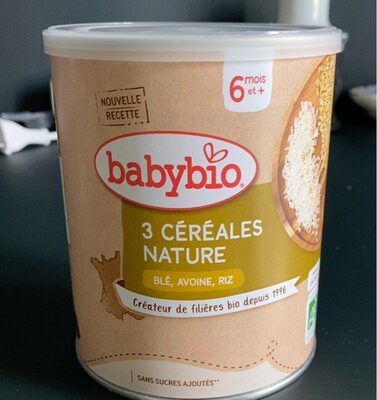 NOUVELLE
RECETTE
6 mois
et +
babybio
3 CÉRÉALES
NATURE
BLÉ, AVOINE, RIZ
Créateur de filières bio depuis 1996
SANS SUCRES AJOUTÉS**